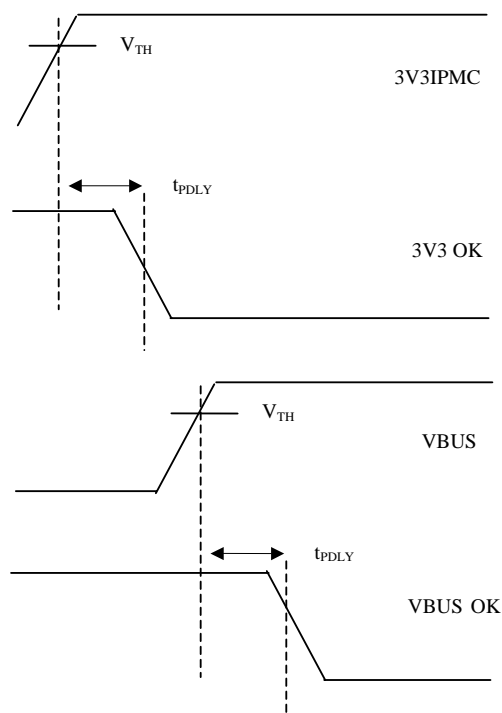 V_TH
3V3IPMC
t_PDLY
3V3 OK
V_TH
VBUS
t_PDLY
VBUS OK